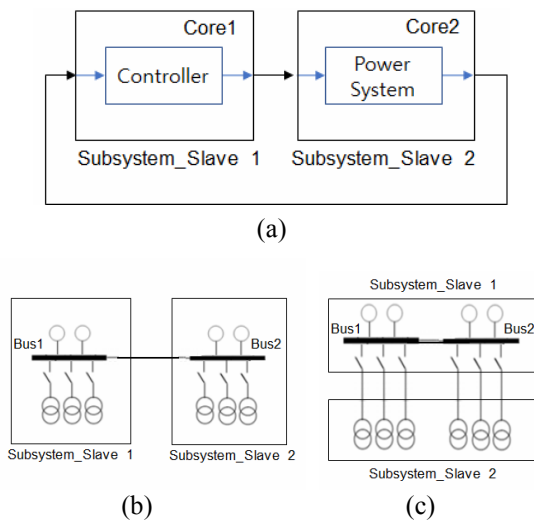 Core1
Core2
Controller
Power
System
Subsystem_Slave 1
Subsystem_Slave 2
(a)
Bus1
Bus2
Subsystem_Slave 1
Subsystem_Slave 2
(b)
Subsystem_Slave 1
Bus1
Bus2
Subsystem_Slave 2
(c)